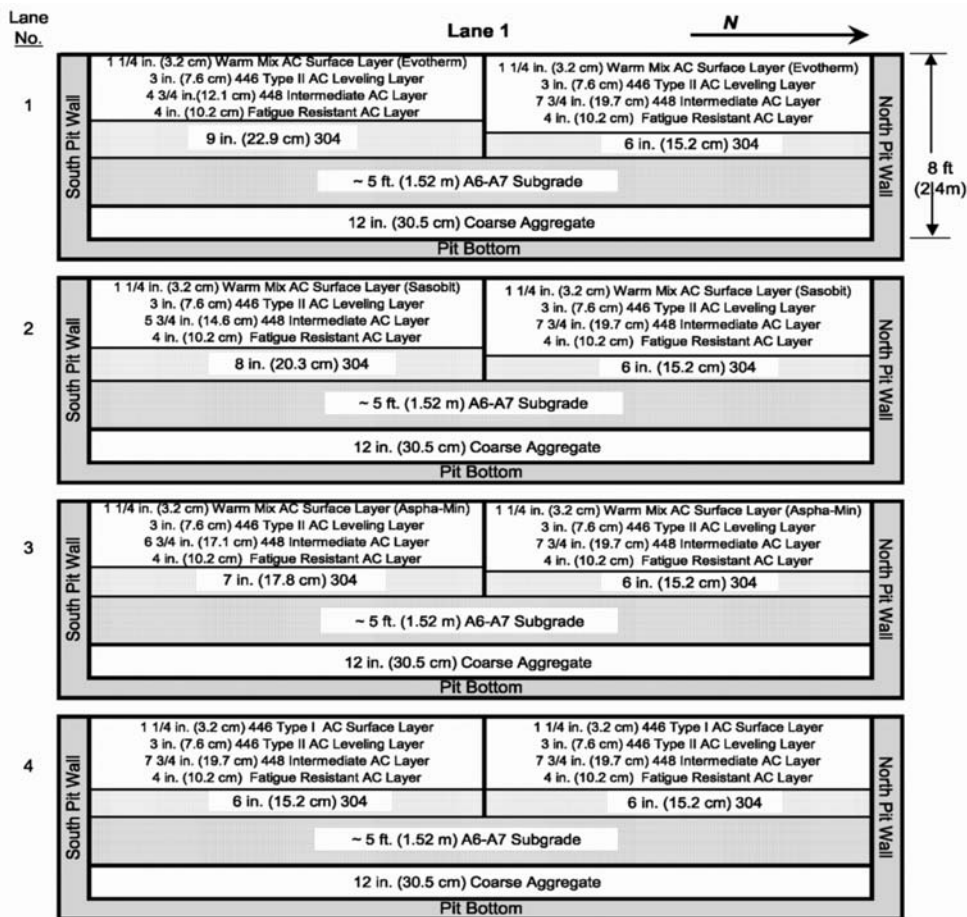 Lane
No.
Lane 1
N
1
South Pit Wall
1 1/4 in. (3.2 cm) Warm Mix AC Surface Layer (Evotherm)
3 in. (7.6 cm) 446 Type II AC Leveling Layer
4 3/4 in.(12.1 cm) 448 Intermediate AC Layer
4 in. (10.2 cm) Fatigue Resistant AC Layer
9 in. (22.9 cm) 304
1 1/4 in. (3.2 cm) Warm Mix AC Surface Layer (Evotherm)
3 in. (7.6 cm) 446 Type II AC Leveling Layer
7 3/4 in. (19.7 cm) 448 Intermediate AC Layer
4 in. (10.2 cm) Fatigue Resistant AC Layer
6 in. (15.2 cm) 304
~ 5 ft. (1.52 m) A6-A7 Subgrade
12 in. (30.5 cm) Coarse Aggregate
Pit Bottom
North Pit Wall
8 ft
(2.4m)
2
South Pit Wall
1 1/4 in. (3.2 cm) Warm Mix AC Surface Layer (Sasobit)
3 in. (7.6 cm) 446 Type II AC Leveling Layer
5 3/4 in. (14.6 cm) 448 Intermediate AC Layer
4 in. (10.2 cm) Fatigue Resistant AC Layer
8 in. (20.3 cm) 304
1 1/4 in. (3.2 cm) Warm Mix AC Surface Layer (Sasobit)
3 in. (7.6 cm) 446 Type II AC Leveling Layer
7 3/4 in. (19.7 cm) 448 Intermediate AC Layer
4 in. (10.2 cm) Fatigue Resistant AC Layer
6 in. (15.2 cm) 304
~ 5 ft. (1.52 m) A6-A7 Subgrade
12 in. (30.5 cm) Coarse Aggregate
Pit Bottom
North Pit Wall
3
South Pit Wall
1 1/4 in. (3.2 cm) Warm Mix AC Surface Layer (Aspha-Min)
3 in. (7.6 cm) 446 Type II AC Leveling Layer
6 3/4 in. (17.1 cm) 448 Intermediate AC Layer
4 in. (10.2 cm) Fatigue Resistant AC Layer
7 in. (17.8 cm) 304
1 1/4 in. (3.2 cm) Warm Mix AC Surface Layer (Aspha-Min)
3 in. (7.6 cm) 446 Type II AC Leveling Layer
7 3/4 in. (19.7 cm) 448 Intermediate AC Layer
4 in. (10.2 cm) Fatigue Resistant AC Layer
6 in. (15.2 cm) 304
~ 5 ft. (1.52 m) A6-A7 Subgrade
12 in. (30.5 cm) Coarse Aggregate
Pit Bottom
North Pit Wall
4
South Pit Wall
1 1/4 in. (3.2 cm) 446 Type I AC Surface Layer
3 in. (7.6 cm) 446 Type II AC Leveling Layer
7 3/4 in. (19.7 cm) 448 Intermediate AC Layer
4 in. (10.2 cm) Fatigue Resistant AC Layer
6 in. (15.2 cm) 304
1 1/4 in. (3.2 cm) 446 Type I AC Surface Layer
3 in. (7.6 cm) 446 Type II AC Leveling Layer
7 3/4 in. (19.7 cm) 448 Intermediate AC Layer
4 in. (10.2 cm) Fatigue Resistant AC Layer
6 in. (15.2 cm) 304
~ 5 ft. (1.52 m) A6-A7 Subgrade
12 in. (30.5 cm) Coarse Aggregate
Pit Bottom
North Pit Wall